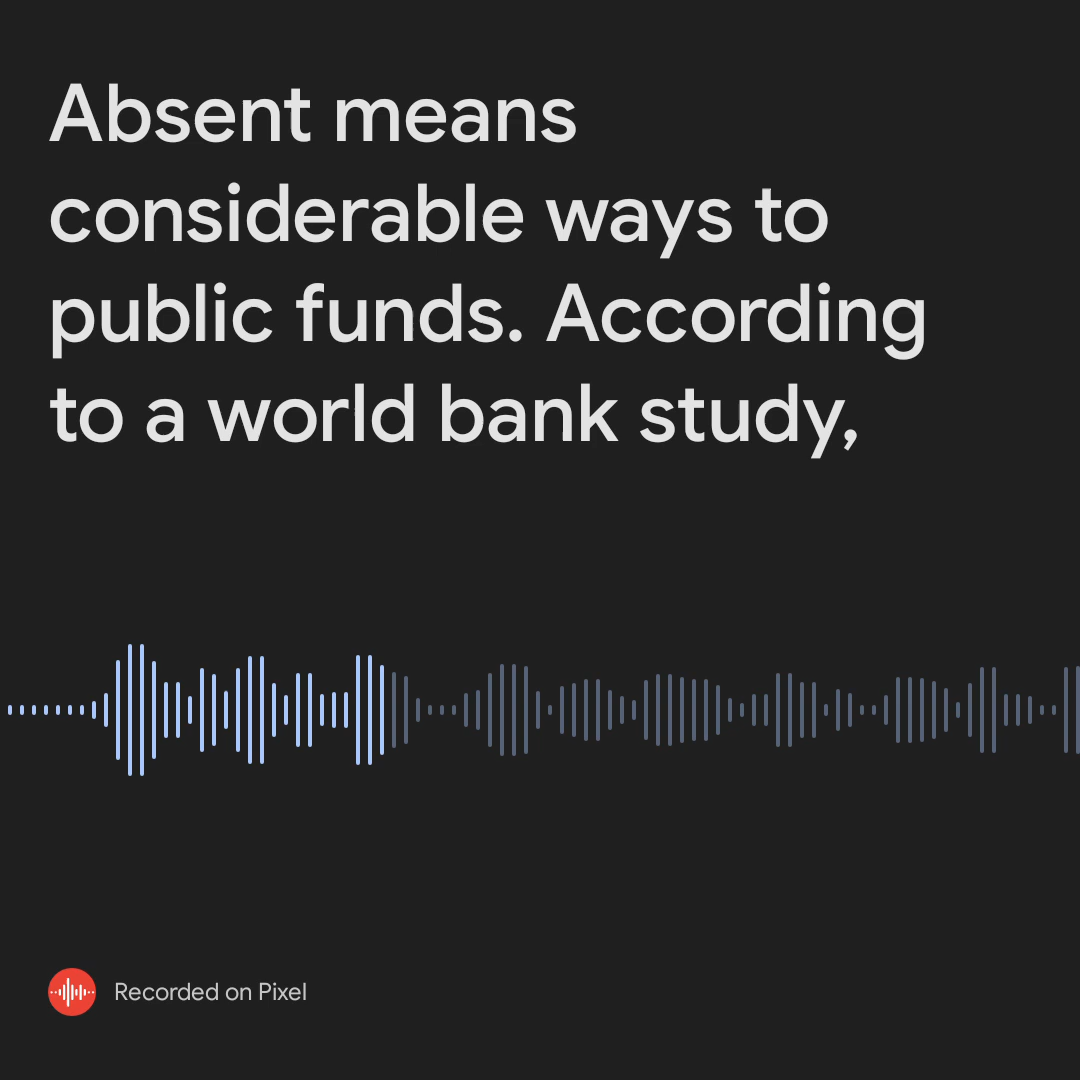 Absent means
considerable ways to
public funds. According
to a world bank study,
Recorded on Pixel